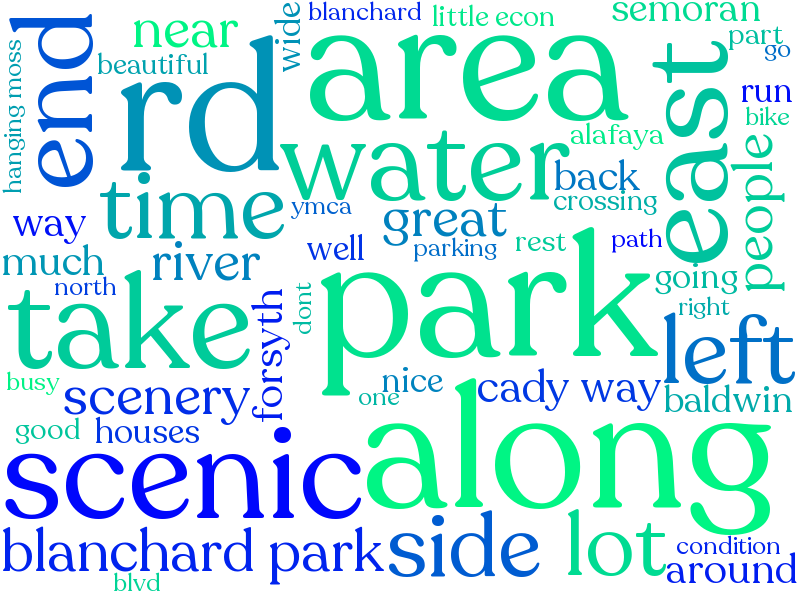 blanchard
little econ
semoran
near
wide
area
part
go
end
beautiful
rd
east
run
hanging moss
water
alafaya
bike
people
back
crossing
time
ymca
great
way
well
parking
rest
path
much
river
going
north
take
dont
park
right
forsyth
left
busy
scenery
nice
one
cady way
baldwin
good
houses
along
scenic
blanchard park
side
lot
condition
around
blvd